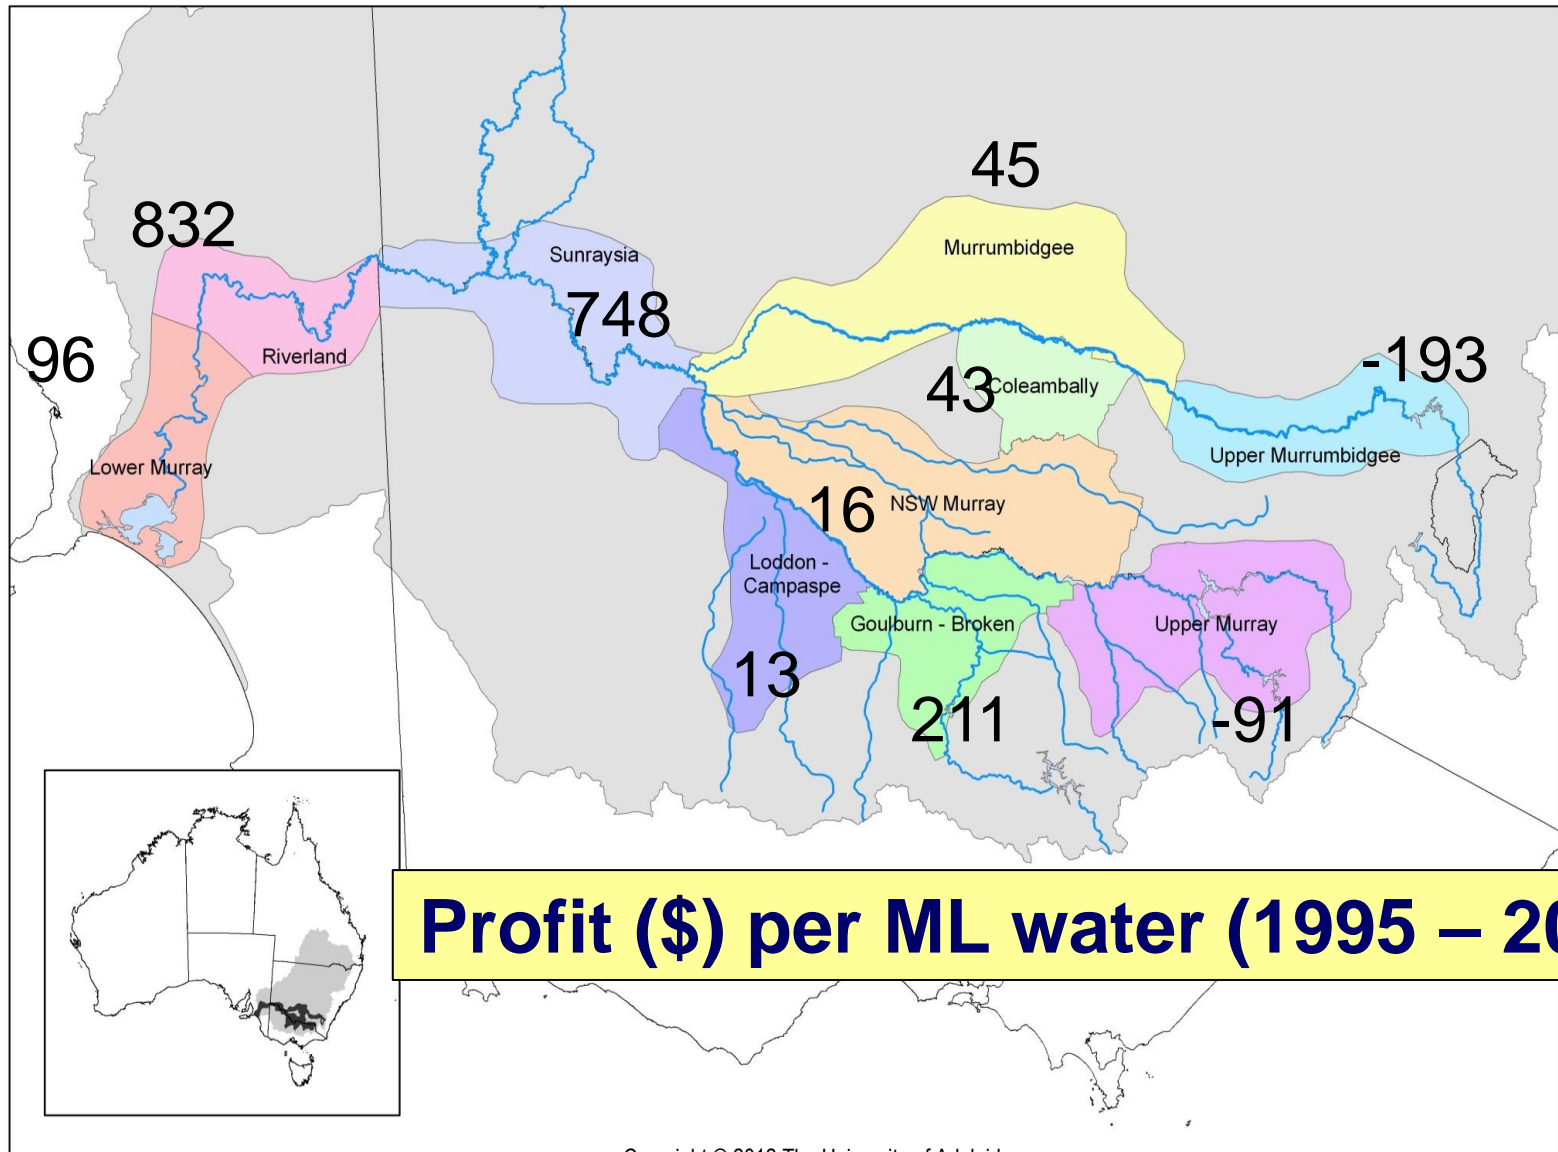 45
832
Murrumbidgee
Sunraysia
748
96
Riverland
-193
43
Coleambally
Upper Murrumbidgee
Lower Murray
16
NSW Murray
Loddon -
Campaspe
Goulburn - Broken
Upper Murray
13
211
-91
Profit ($) per ML water (1995 – 20